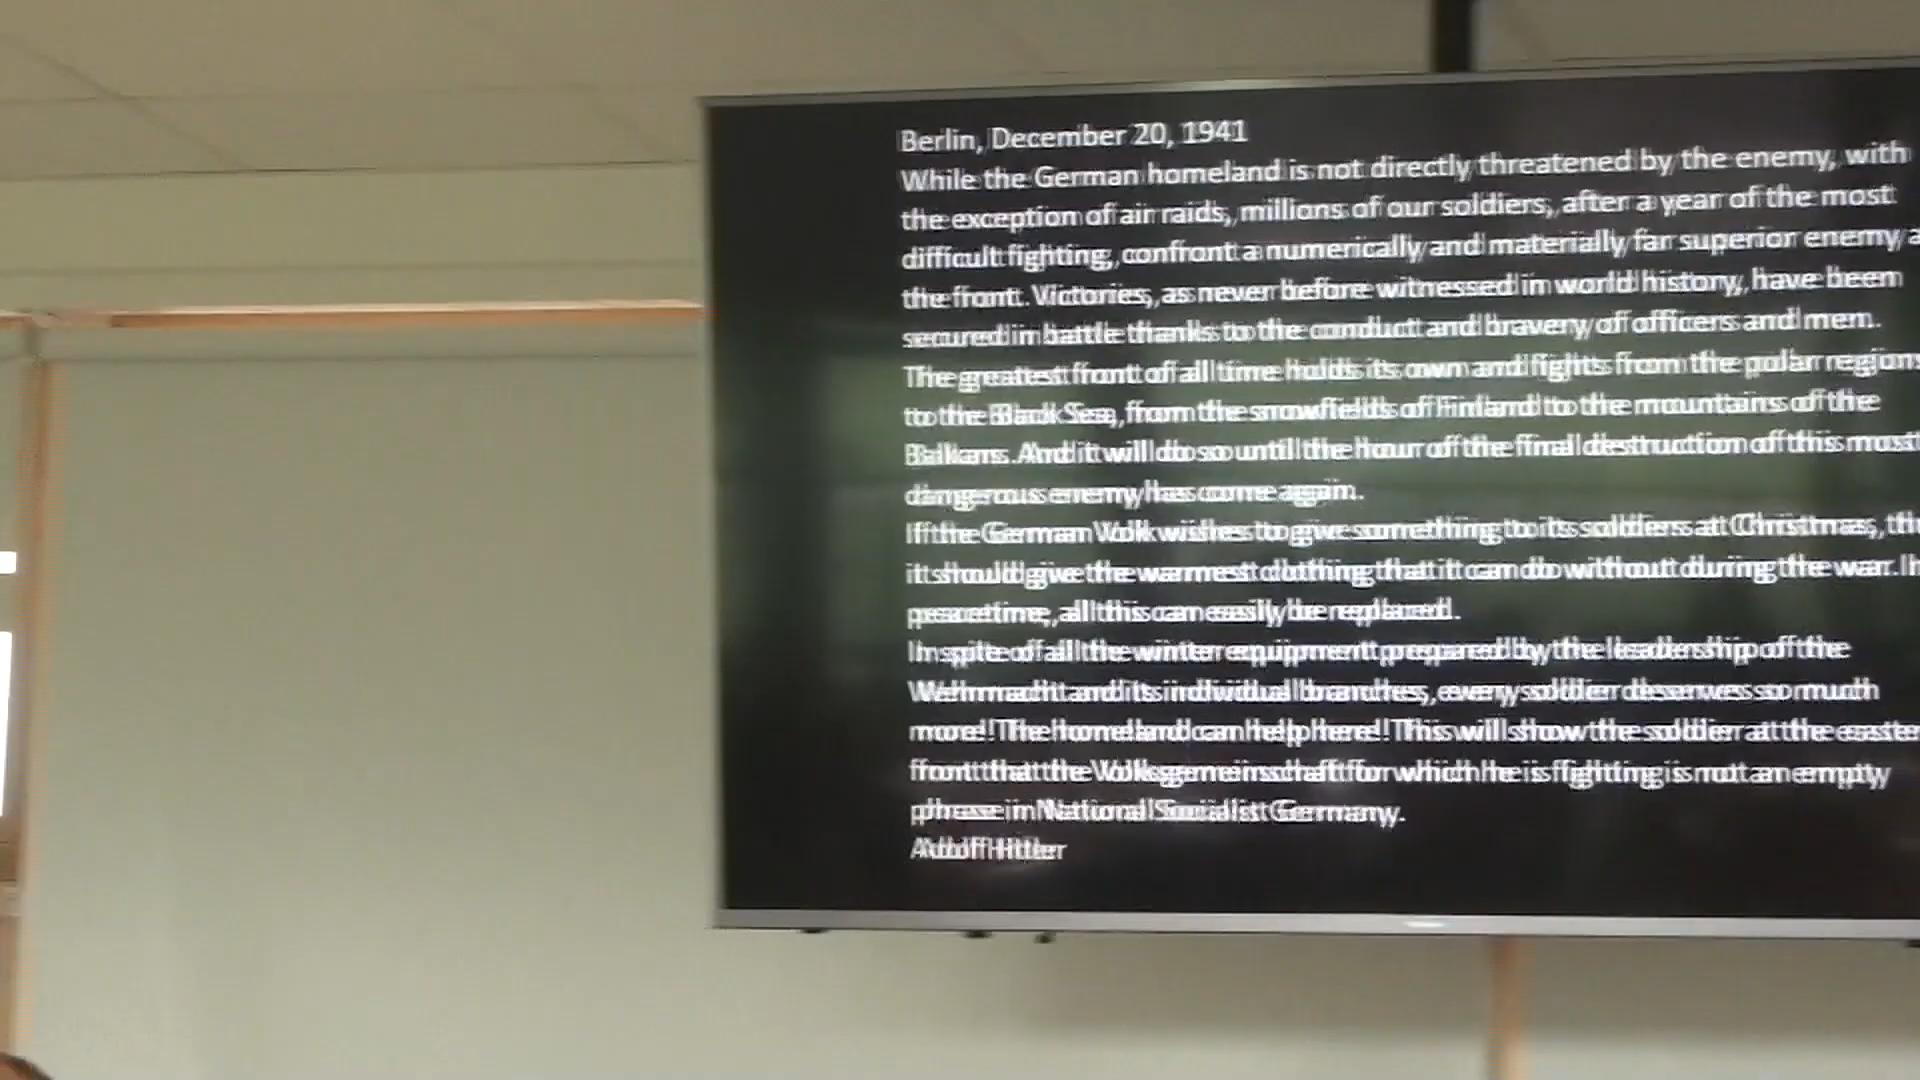 Berlin, December 20, 1941
While the German homeland is not directly threatened by the enemy, with
the exception of air raids, millions of our soldiers, after a year of the most
difficult fighting, confront a numerically and materially far superior enemy
the front. Victories, as never before witnessed in world history, have been
secured in battle thanks to the conduct and bravery of officers and men.
The greatest front of all time holds its own and fights from the polar regions
to the Black Sea, from the snowfields of Finland to the mountains of the
Balkans. And it will do so until the hour of the final destruction of this most
dangerous enemy has come again.
If the German Volk wishes to give something to its soldiers at Christmas,
it should give the warmest clothing that it can do without during the war.
peacetime, all this can easily be replaced.
In spite of all the winter equipment prepared by the leadership of the
Wehrmacht and its individual branches, every soldier deserves so much
more! The homeland can help here! This will show the soldier at the
front that the Volksgemeinschaft for which he is fighting is not an empty
phrase in National Socialist Germany.
Adolf Hitler